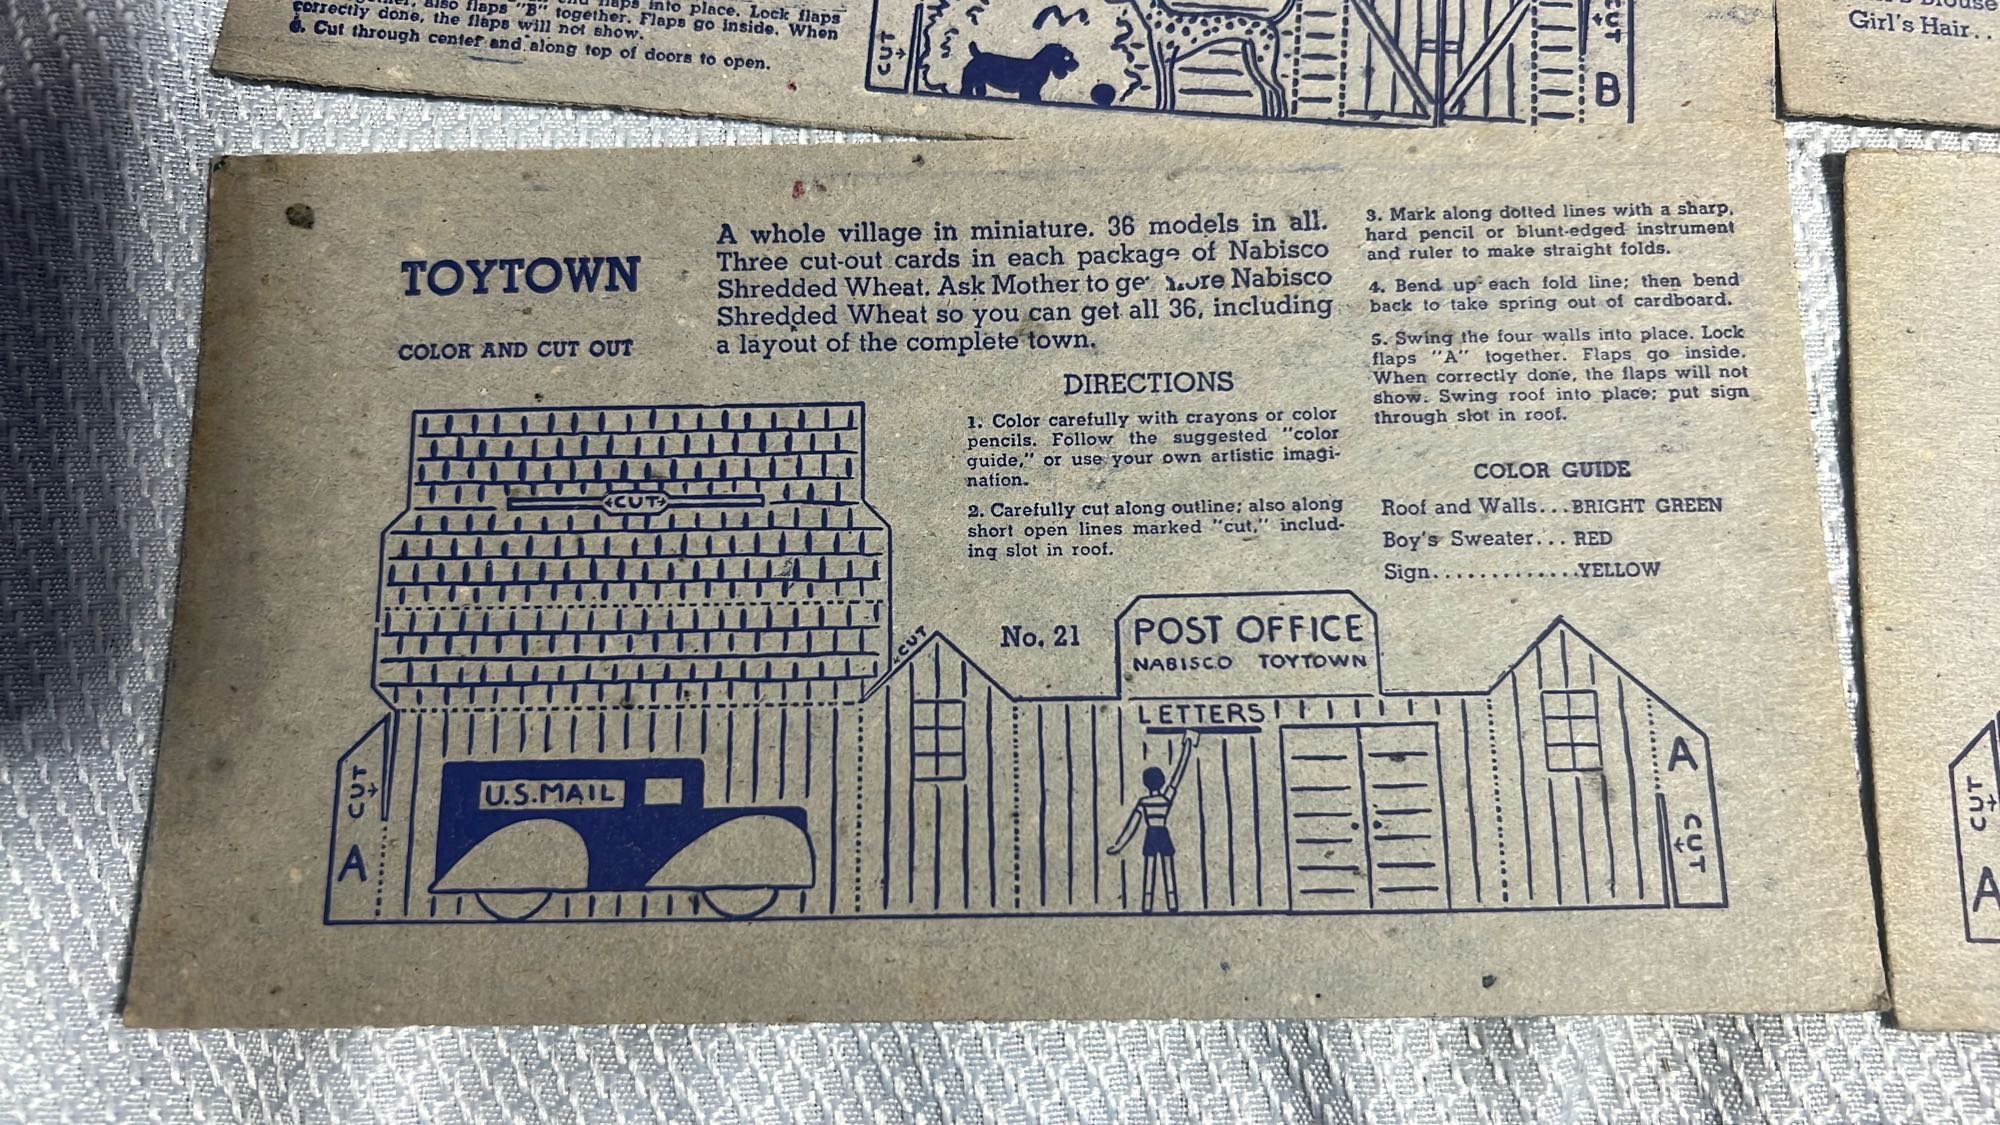 also flaps "B" together. Flaps go inside. When
correctly done, the flaps will not show.
6. Cut through center and along top of doors to open.
into place. Lock flaps
CUT
B
CUT
Blouse
Girl's Hair..
TOYTOWN
COLOR AND CUT OUT
A whole village in miniature. 36 models in all.
Three cut-out cards in each package of Nabisco
Shredded Wheat. Ask Mother to get more Nabisco
Shredded Wheat so you can get all 36, including
a layout of the complete town.
DIRECTIONS
1. Color carefully with crayons or color
pencils. Follow the suggested "color
guide," or use your own artistic imagi-
nation.
2. Carefully cut along outline; also along
short open lines marked "cut," includ-
ing slot in roof.
3. Mark along dotted lines with a sharp,
hard pencil or blunt-edged instrument
and ruler to make straight folds.
4. Bend up each fold line; then bend
back to take spring out of cardboard.
5. Swing the four walls into place. Lock
flaps "A" together. Flaps go inside.
When correctly done, the flaps will not
show. Swing roof into place; put sign
through slot in roof.
COLOR GUIDE
Roof and Walls...BRIGHT GREEN
Boy's Sweater... RED
Sign.............YELLOW
CUT
CUT
No. 21
POST OFFICE
NABISCO TOYTOWN
LETTERS
U.S.MAIL
CUT
A
A
CUT
CUT
A